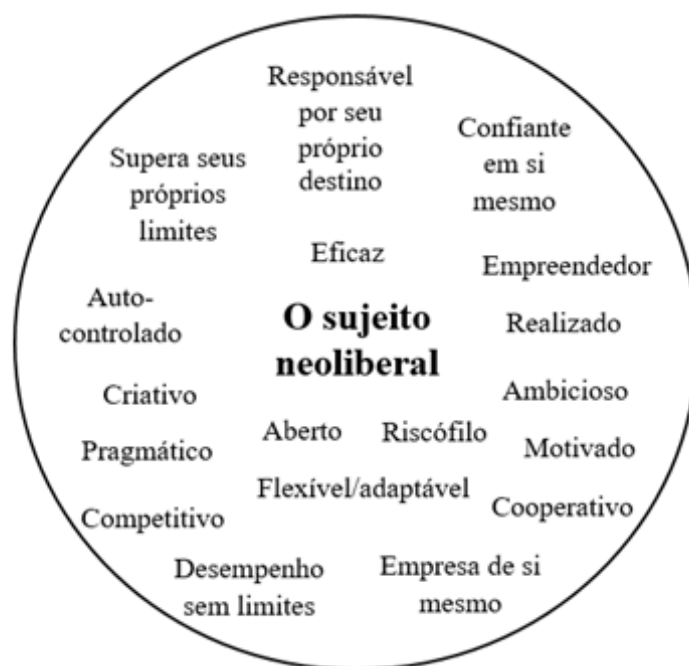 Responsável
por seu
próprio
destino
Confiante
em si
mesmo
Supera seus
próprios
limites
Eficaz
Empreendedor
Auto-
controlado
O sujeito
neoliberal
Realizado
Criativo
Ambicioso
Pragmático
Aberto
Riscófilo
Motivado
Flexível/adaptável
Competitivo
Cooperativo
Desempenho
sem limites
Empresa de si
mesmo